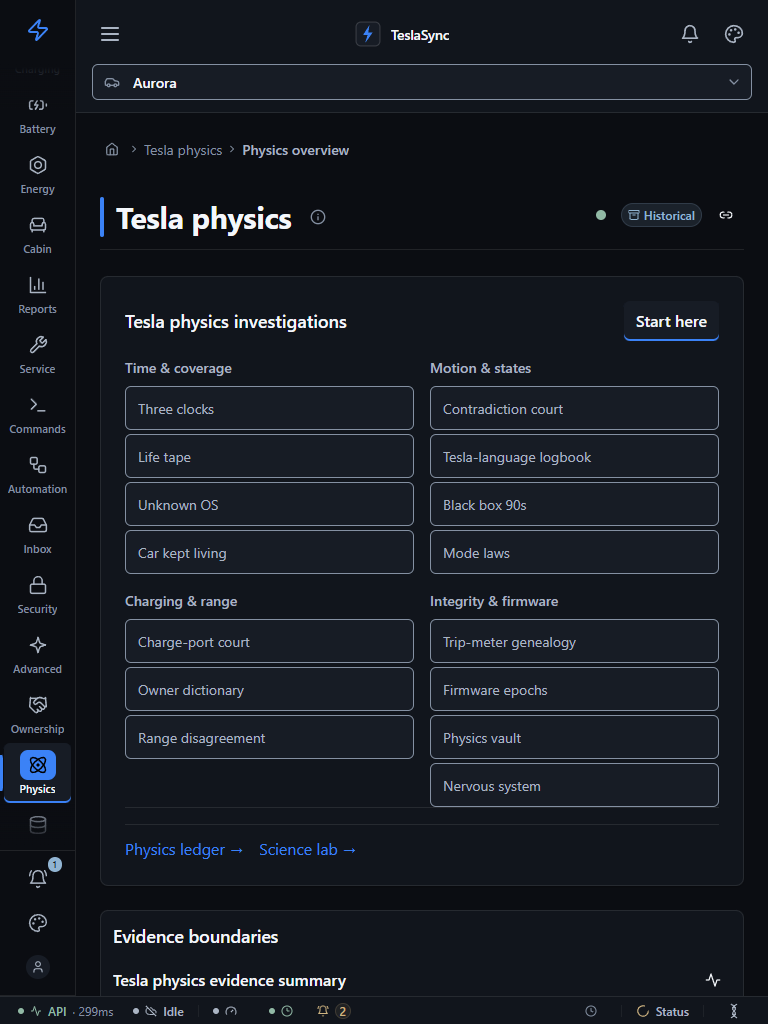 TeslaSync
Aurora
Charging
Battery
Energy
Cabin
Reports
Service
Commands
Automation
Inbox
Security
Advanced
Ownership
Physics
1
Tesla physics > Physics overview
Tesla physics
Historical
Tesla physics investigations
Start here
Time & coverage
Three clocks
Life tape
Unknown OS
Car kept living
Motion & states
Contradiction court
Tesla-language logbook
Black box 90s
Mode laws
Charging & range
Charge-port court
Owner dictionary
Range disagreement
Integrity & firmware
Trip-meter genealogy
Firmware epochs
Physics vault
Nervous system
Physics ledger → Science lab →
Evidence boundaries
Tesla physics evidence summary
API · 299ms Idle 2 Status